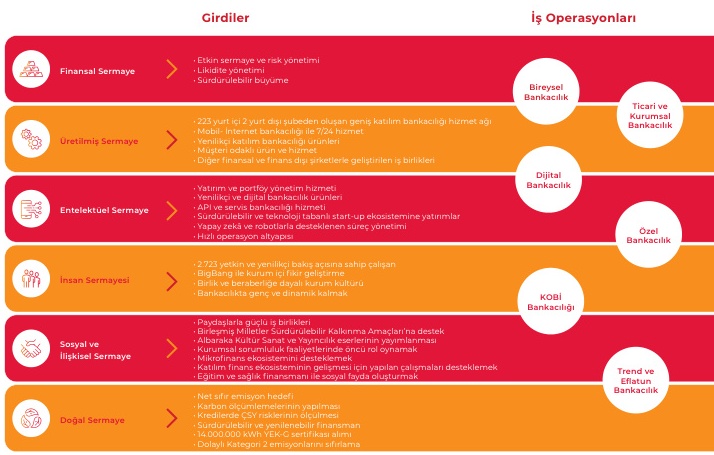 Girdiler
İş Operasyonları
Finansal Sermaye
· Etkin sermaye ve risk yönetimi
· Likidite yönetimi
· Sürdürülebilir büyüme
Üretilmiş Sermaye
· 223 yurt içi 2 yurt dışı şubeden oluşan geniş katılım bankacılığı hizmet ağı
· Mobil- İnternet bankacılığı ile 7/24 hizmet
· Yenilikçi katılım bankacılığı ürünleri
· Müşteri odaklı ürün ve hizmet
· Diğer finansal ve finans dışı şirketlerle geliştirilen iş birlikleri
Entelektüel Sermaye
· Yatırım ve portföy yönetim hizmeti
· Yenilikçi ve dijital bankacılık ürünleri
· API ve servis bankacılığı hizmeti
· Sürdürülebilir ve teknoloji tabanlı start-up ekosistemine yatırımlar
· Yapay zekâ ve robotlarla desteklenen süreç yönetimi
· Hızlı operasyon altyapısı
İnsan Sermayesi
· 2.723 yetkin ve yenilikçi bakış açısına sahip çalışan
· BigBang ile kurum içi fikir geliştirme
· Birlik ve beraberliğe dayalı kurum kültürü
· Bankacılıkta genç ve dinamik kalmak
Sosyal ve
İlişkisel Sermaye
· Paydaşlarla güçlü iş birlikleri
· Birleşmiş Milletler Sürdürülebilir Kalkınma Amaçları'na destek
· Albaraka Kültür Sanat ve Yayıncılık eserlerinin yayımlanması
· Kurumsal sorumluluk faaliyetlerinde öncü rol oynamak
· Mikrofinans ekosistemini desteklemek
· Katılım finans ekosisteminin gelişmesi için yapılan çalışmaları desteklemek
· Eğitim ve sağlık finansmanı ile sosyal fayda oluşturmak
Doğal Sermaye
· Net sıfır emisyon hedefi
· Karbon ölçümlemelerinin yapılması
· Kredilerde ÇSY risklerinin ölçülmesi
· Sürdürülebilir ve yenilenebilir finansman
· 14.000.000 kWh YEK-G sertifikası alımı
· Dolaylı Kategori 2 emisyonlarını sıfırlama
Bireysel
Bankacılık
Ticari ve
Kurumsal
Bankacılık
Dijital
Bankacılık
Özel
Bankacılık
KOBİ
Bankacılığı
Trend ve
Eflatun
Bankacılık